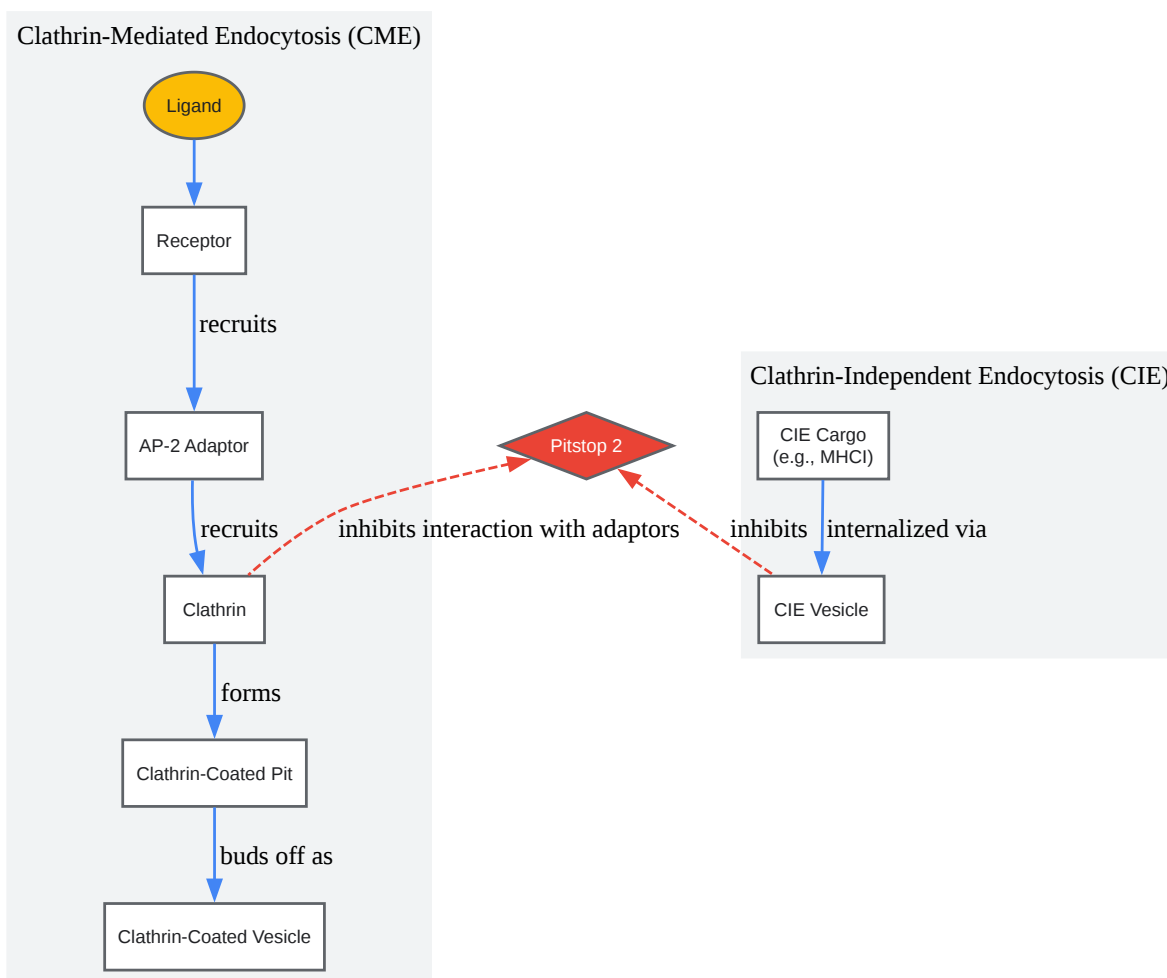 Clathrin-Mediated Endocytosis (CME)
Ligand
Receptor
recruits
Clathrin-Independent Endocytosis (CIE)
AP-2 Adaptor
Pitstop 2
CIE Cargo
(e.g., MHCI)
recruits
inhibits interaction with adaptors
inhibits
internalized via
Clathrin
CIE Vesicle
forms
Clathrin-Coated Pit
buds off as
Clathrin-Coated Vesicle